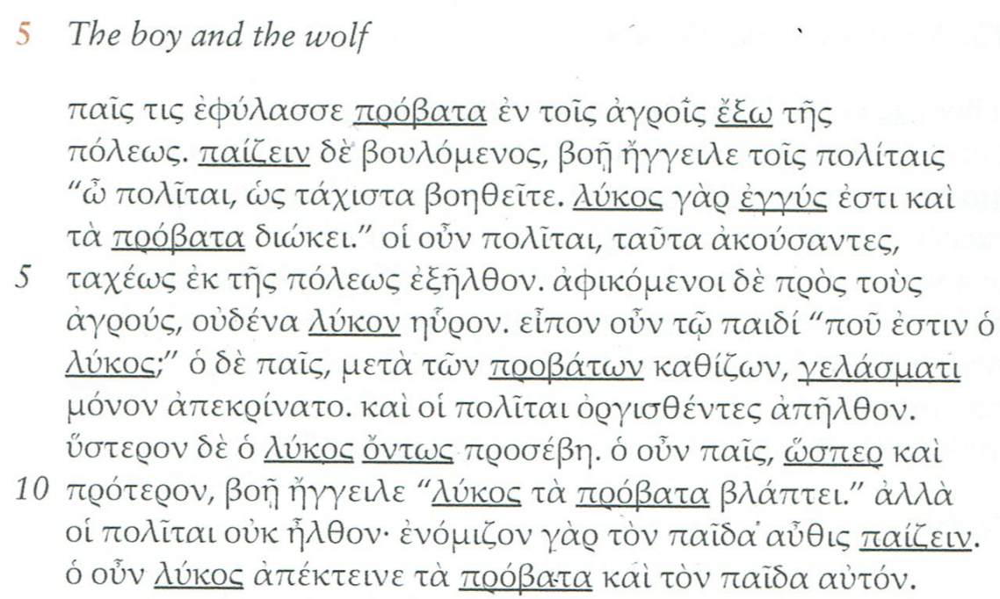 5 The boy and the wolf
παῖς τις ἐφύλασσε πρόβατα ἐν τοῖς ἀγροῖς ἔξω τῆς
πόλεως. παίζειν δὲ βουλόμενος, βοῇ ἤγγειλε τοῖς πολίταις
“ὦ πολῖται, ὡς τάχιστα βοηθεῖτε. λύκος γὰρ ἐγγύς ἐστι καὶ
τὰ πρόβατα διώκει.” οἱ οὖν πολῖται, ταῦτα ἀκούσαντες,
5 ταχέως ἐκ τῆς πόλεως ἐξῆλθον. ἀφικόμενοι δὲ πρὸς τοὺς
ἀγρούς, οὐδένα λύκον ηὗρον. εἶπον οὖν τῷ παιδί “ποῦ ἐστιν ὁ
λύκος;” ὁ δὲ παῖς, μετὰ τῶν προβάτων καθίζων, γελάσματι
μόνον ἀπεκρίνατο. καὶ οἱ πολῖται ὀργισθέντες ἀπῆλθον.
ὕστερον δὲ ὁ λύκος ὄντως προσέβη. ὁ οὖν παῖς, ὥσπερ καὶ
10 πρότερον, βοῇ ἤγγειλε “λύκος τὰ πρόβατα βλάπτει.” ἀλλὰ
οἱ πολῖται οὐκ ἦλθον· ἐνόμιζον γὰρ τὸν παῖδα αὖθις παίζειν.
ὁ οὖν λύκος ἀπέκτεινε τὰ πρόβατα καὶ τὸν παῖδα αὐτόν.